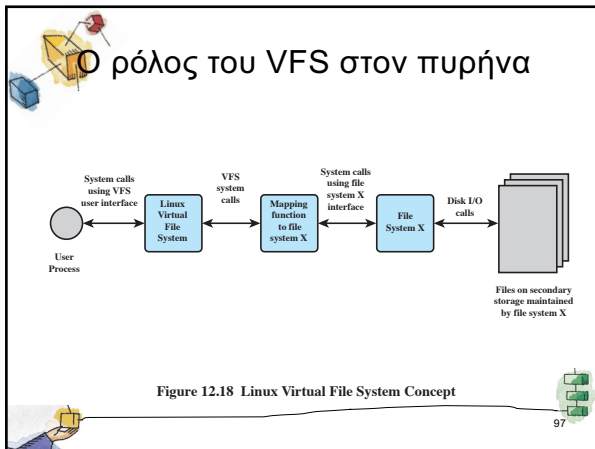 Ο ρόλος του VFS στον πυρήνα
System calls
using VFS
user interface
VFS
system
calls
System calls
using file
system X
interface
Disk I/O
calls
Linux
Virtual
File
System
Mapping
function
to file
system X
File
System X
User
Process
Files on secondary
storage maintained
by file system X
Figure 12.18 Linux Virtual File System Concept
97